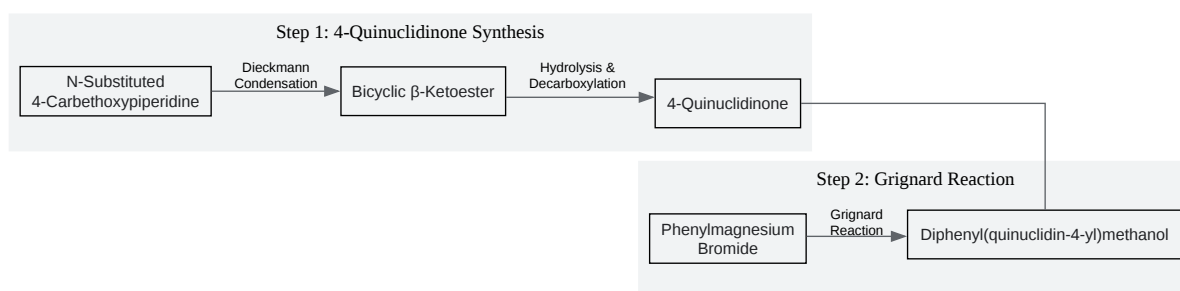 Step 1: 4-Quinuclidinone Synthesis
N-Substituted
4-Carbethoxypiperidine
Dieckmann
Condensation
Bicyclic β-Ketoester
Hydrolysis &
Decarboxylation
4-Quinuclidinone
Step 2: Grignard Reaction
Phenylmagnesium
Bromide
Grignard
Reaction
Diphenyl(quinuclidin-4-yl)methanol